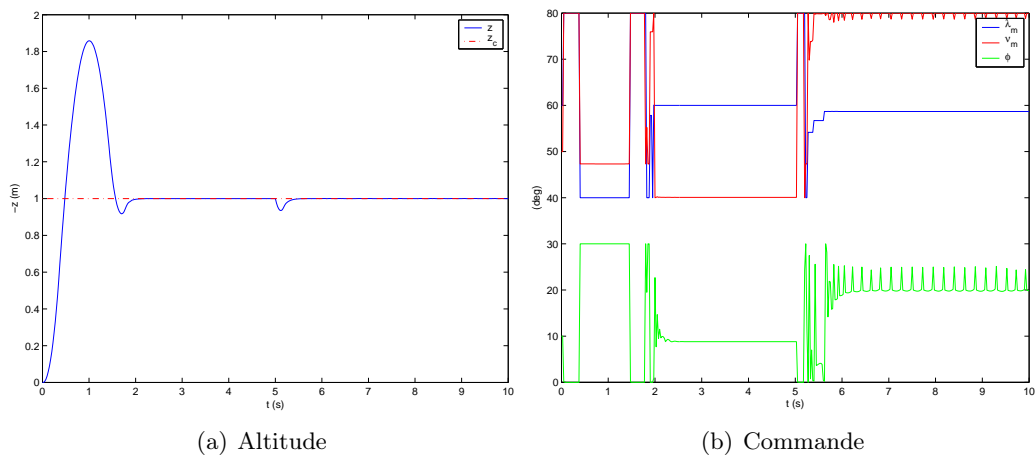 2
1.8
1.6
1.4
1.2
1
0.8
0.6
0.4
0.2
0
−z (m)
0 1 2 3 4 5 6 7 8 9 10
t (s)
z
z_c
(a) Altitude
80
70
60
50
40
30
20
10
0
(deg)
0 1 2 3 4 5 6 7 8 9 10
t (s)
λ_m
ν_m
φ
(b) Commande